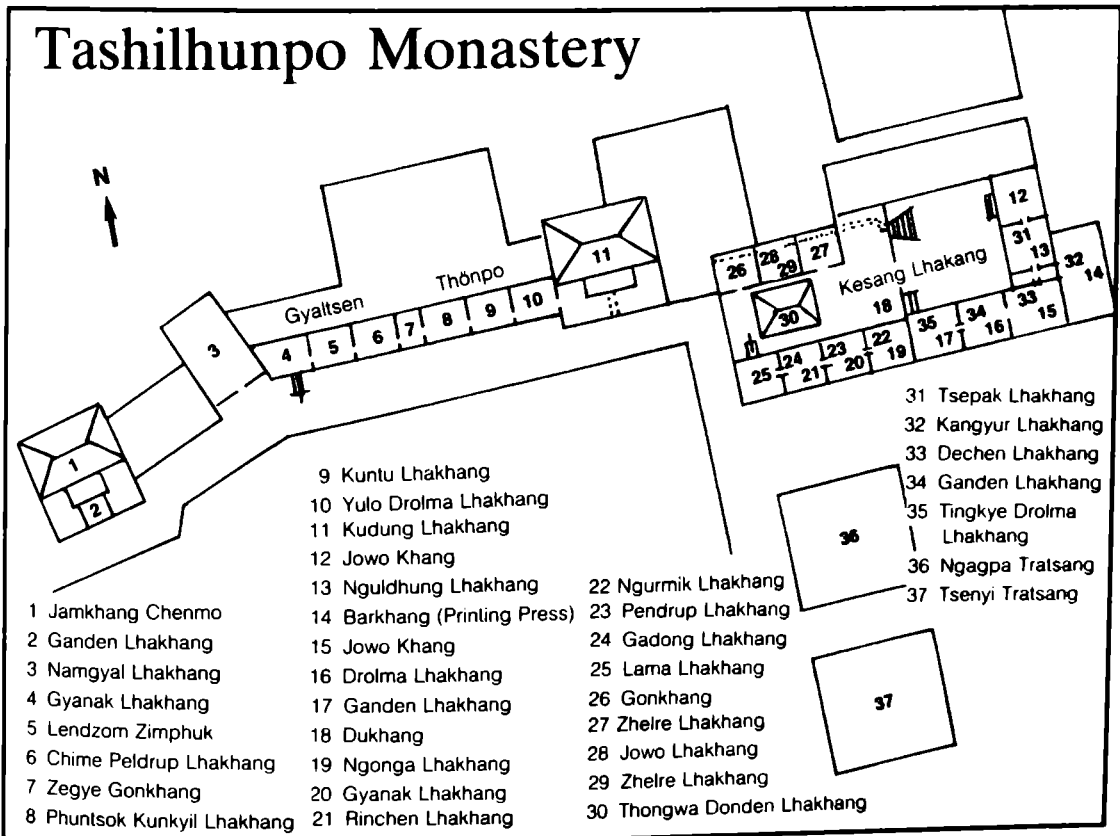 Tashilhunpo Monastery
N
Gyaltsen
Thönpo
Kesang Lhakang
1
2
3
4
5
6
7
8
9
10
11
26
28
29
27
30
18
25
24
21
23
20
22
19
35
17
34
16
33
15
12
31
13
32
14
36
37
1 Jamkhang Chenmo
2 Ganden Lhakhang
3 Namgyal Lhakhang
4 Gyanak Lhakhang
5 Lendzom Zimphuk
6 Chime Peldrup Lhakhang
7 Zegye Gonkhang
8 Phuntsok Kunkyil Lhakhang
9 Kuntu Lhakhang
10 Yulo Drolma Lhakhang
11 Kudung Lhakhang
12 Jowo Khang
13 Nguldhung Lhakhang
14 Barkhang (Printing Press)
15 Jowo Khang
16 Drolma Lhakhang
17 Ganden Lhakhang
18 Dukhang
19 Ngonga Lhakhang
20 Gyanak Lhakhang
21 Rinchen Lhakhang
22 Ngurmik Lhakhang
23 Pendrup Lhakhang
24 Gadong Lhakhang
25 Lama Lhakhang
26 Gonkhang
27 Zhelre Lhakhang
28 Jowo Lhakhang
29 Zhelre Lhakhang
30 Thongwa Donden Lhakhang
31 Tsepak Lhakhang
32 Kangyur Lhakhang
33 Dechen Lhakhang
34 Ganden Lhakhang
35 Tingkye Drolma
Lhakhang
36 Ngagpa Tratsang
37 Tsenyi Tratsang